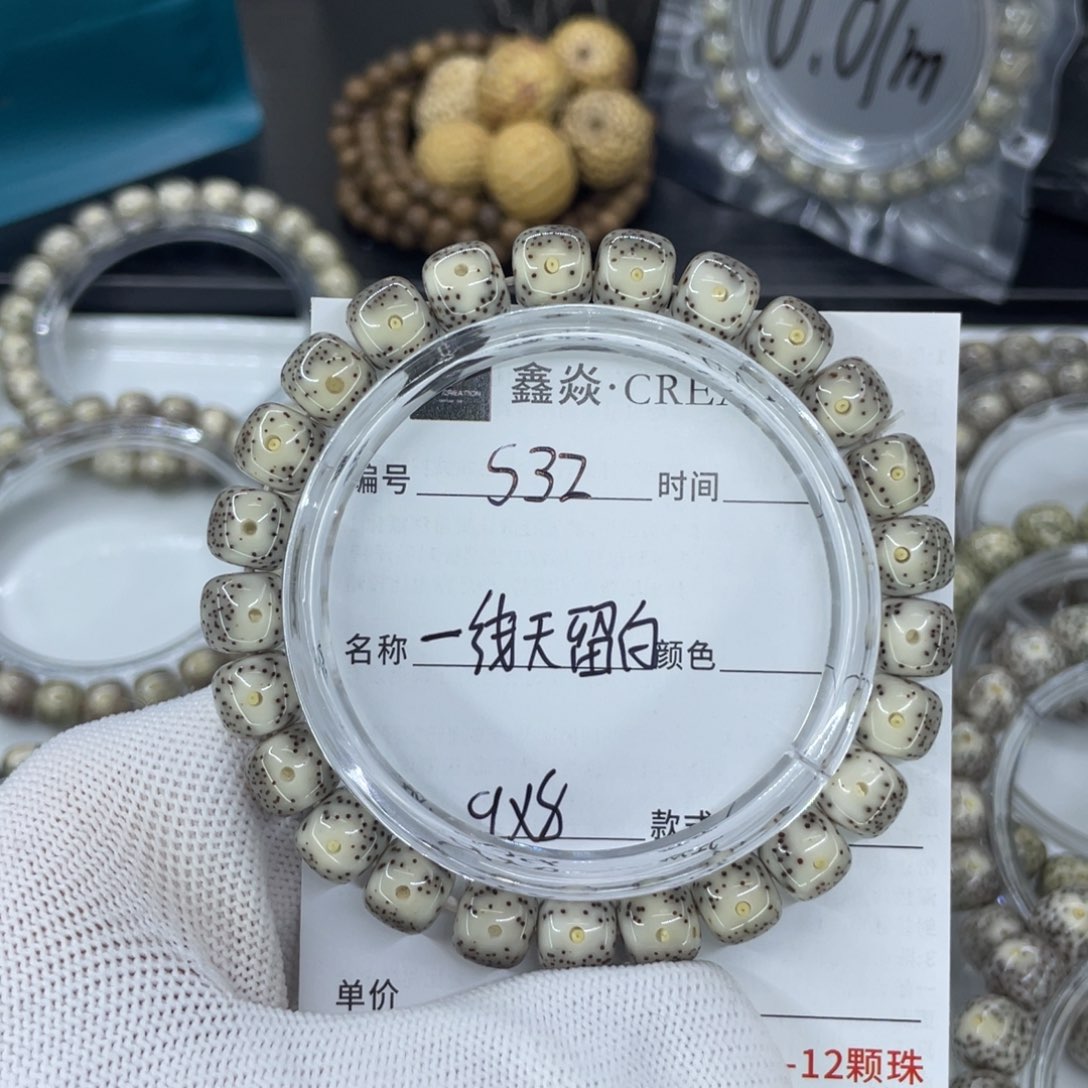 0.01m
CREATION
鑫焱·CREA
编号 S32 时间
名称 一线天留白 颜色
9X8 款式
单价
-12颗珠